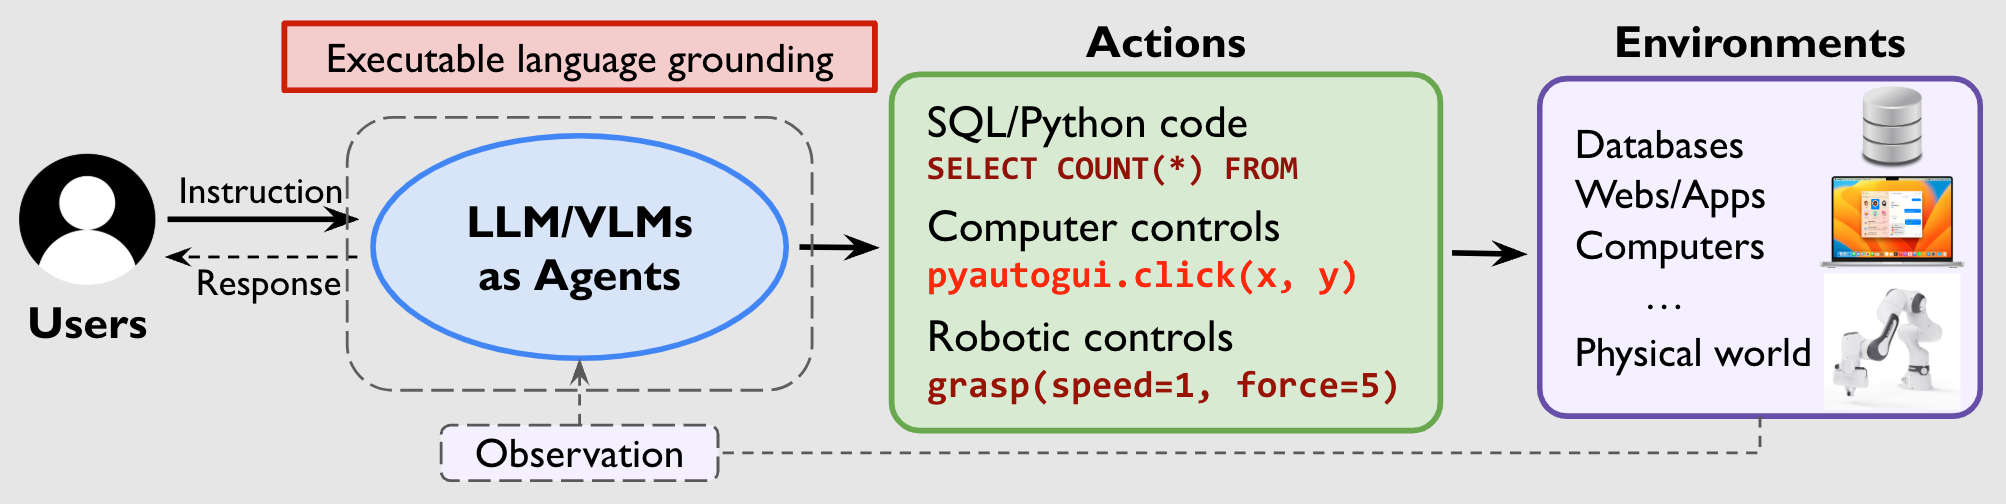 Executable language grounding
Actions
Environments
Instruction
Response
Users
LLM/VLMs
as Agents
Observation
SQL/Python code
SELECT COUNT(*) FROM
Computer controls
pyautogui.click(x, y)
Robotic controls
grasp(speed=1, force=5)
Databases
Webs/Apps
Computers
...
Physical world